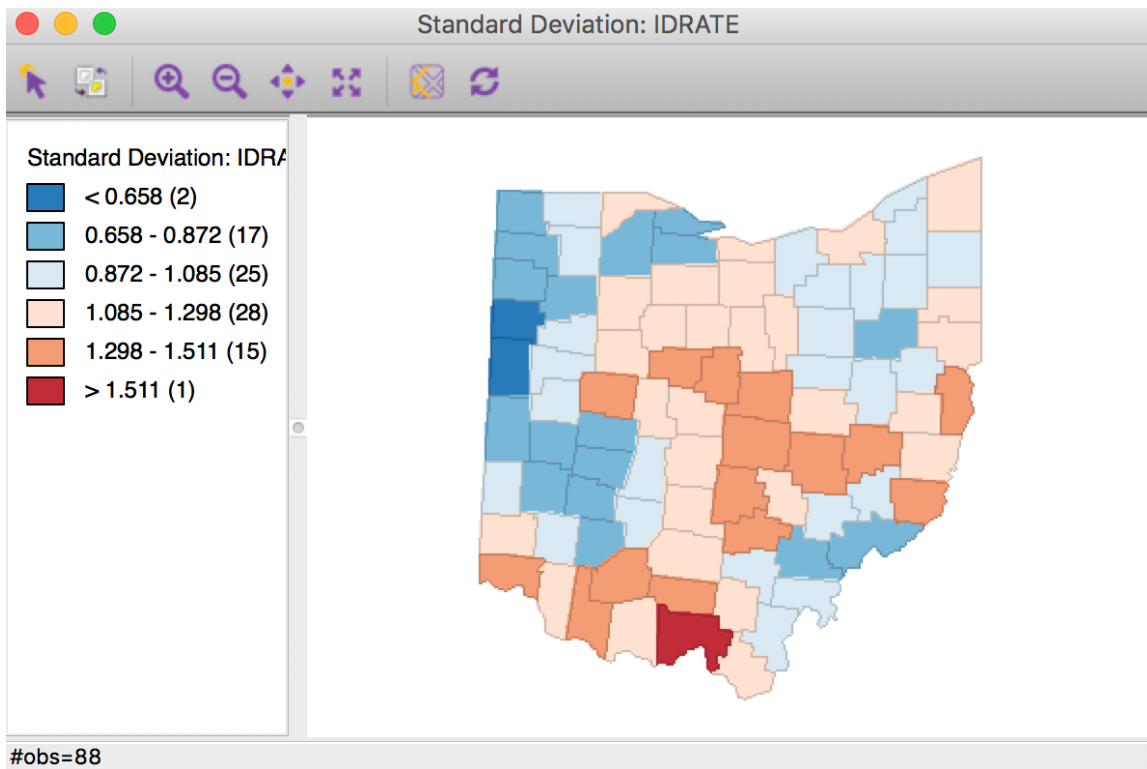 Standard Deviation: IDRATE
Standard Deviation: IDRA
< 0.658 (2)
0.658 - 0.872 (17)
0.872 - 1.085 (25)
1.085 - 1.298 (28)
1.298 - 1.511 (15)
> 1.511 (1)
#obs=88